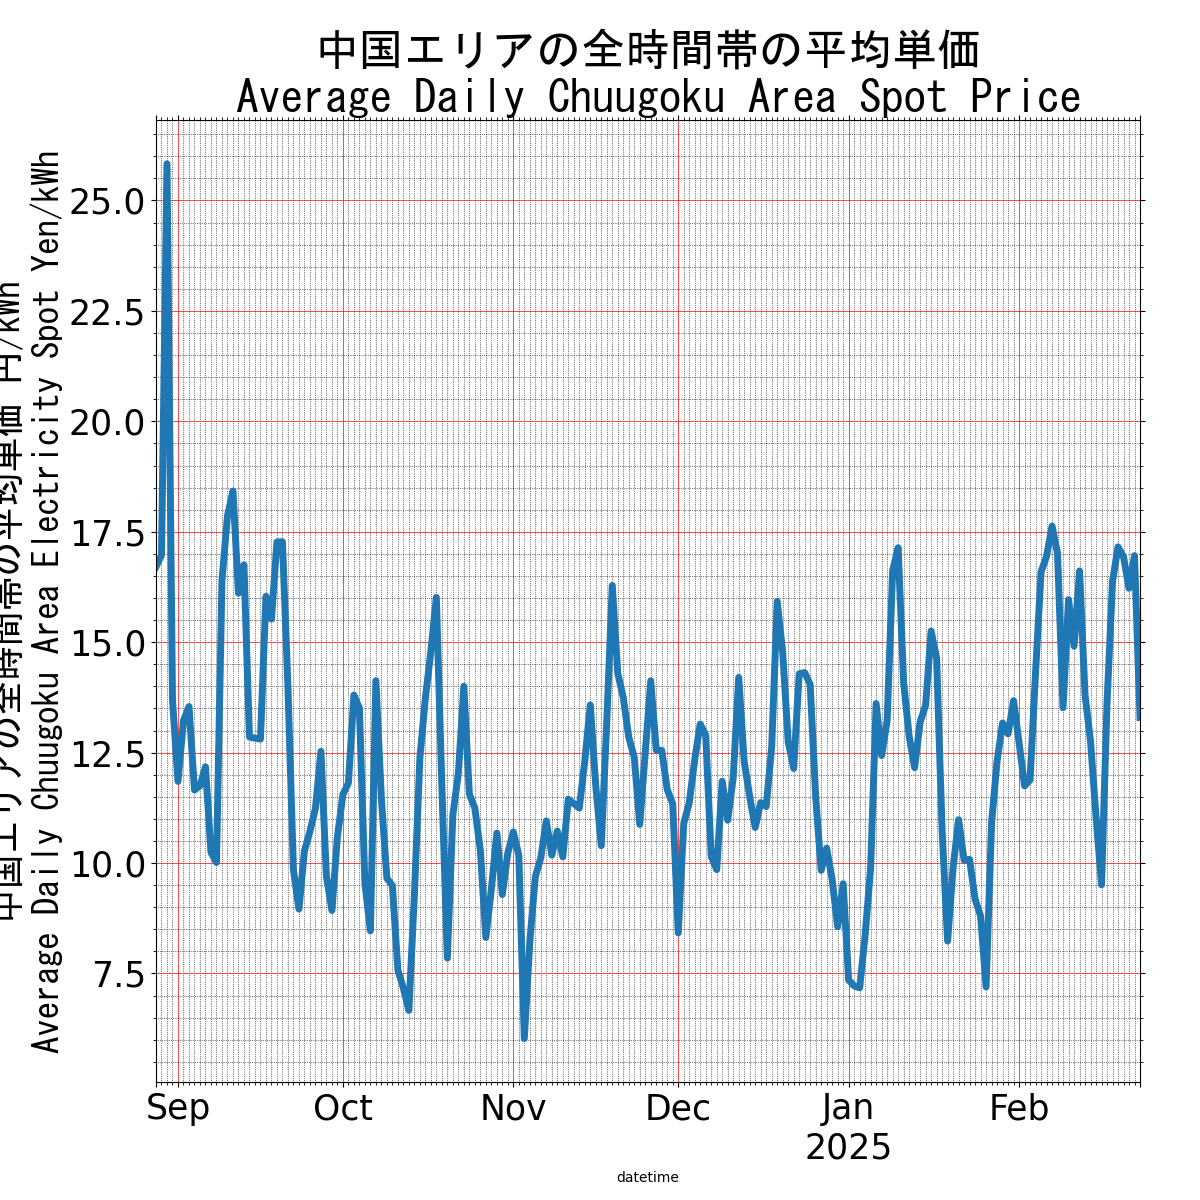 中国エリアの全時間帯の平均単価
Average Daily Chuugoku Area Spot Price
中国エリアの全時間帯の平均単価 円/kWh
Average Daily Chuugoku Area Electricity Spot Yen/kWh
25.0
22.5
20.0
17.5
15.0
12.5
10.0
7.5
Sep Oct Nov Dec Jan Feb
2025
datetime